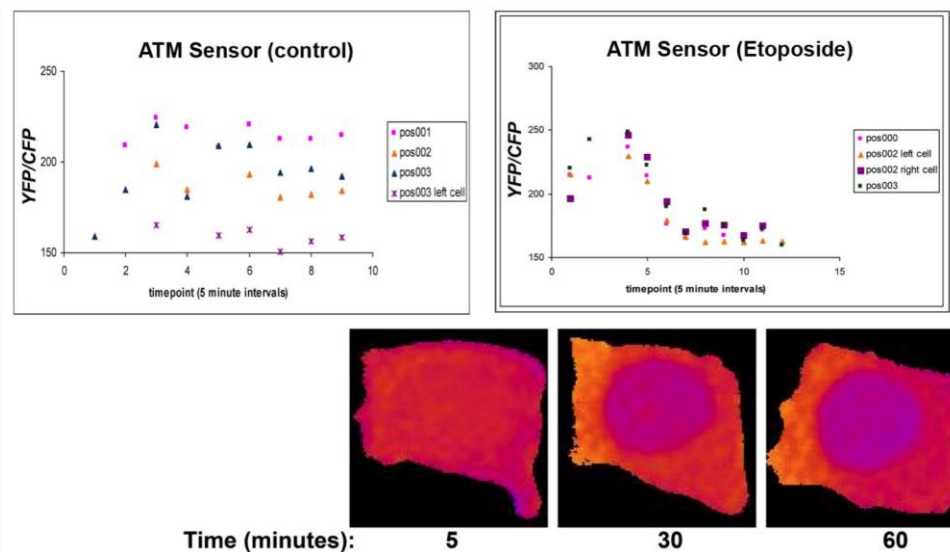 ATM Sensor (control)
250
200
150
YFP/CFP
0 2 4 6 8 10
timepoint (5 minute intervals)
pos001
pos002
pos003
pos003 left cell
ATM Sensor (Etoposide)
300
250
200
150
YFP/CFP
0 5 10 15
timepoint (5 minute intervals)
pos000
pos002 left cell
pos002 right cell
pos003
Time (minutes): 5 30 60